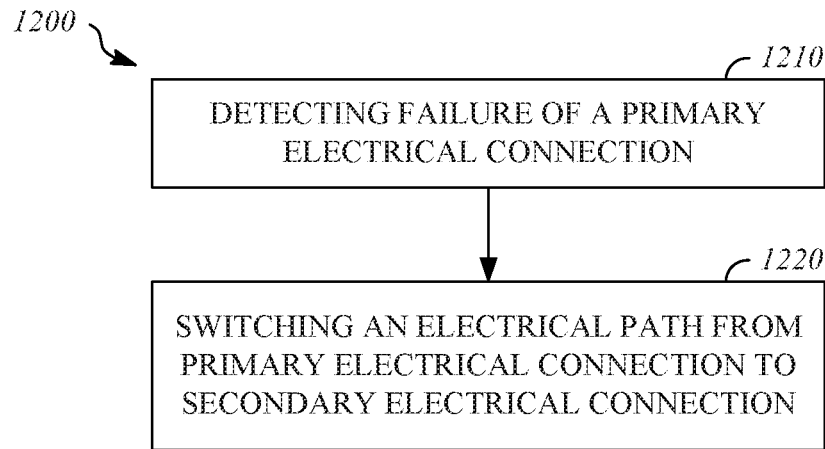 1200
1210
DETECTING FAILURE OF A PRIMARY
ELECTRICAL CONNECTION
1220
SWITCHING AN ELECTRICAL PATH FROM
PRIMARY ELECTRICAL CONNECTION TO
SECONDARY ELECTRICAL CONNECTION